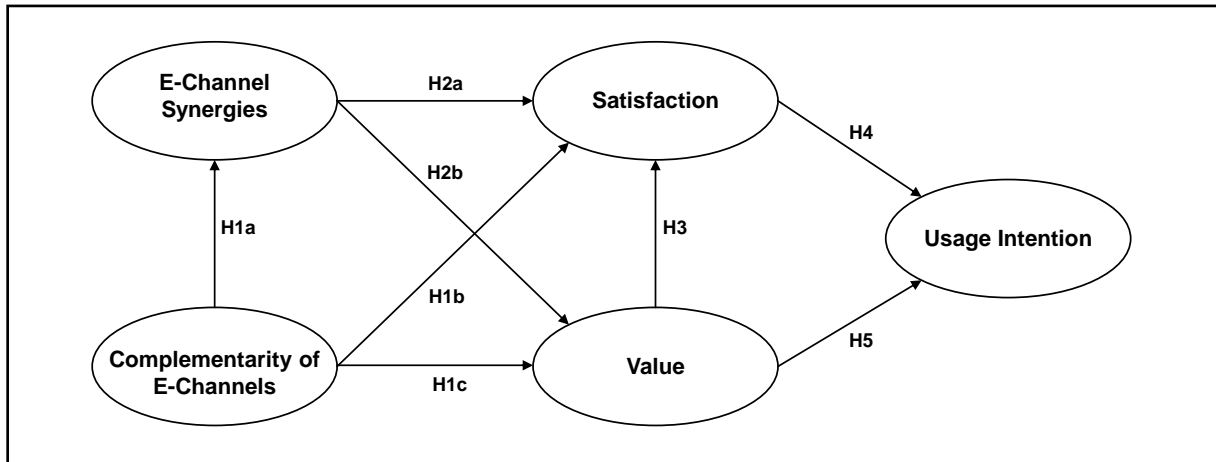 E-Channel
Synergies
H2a
Satisfaction
H4
H2b
H1a
H3
Usage Intention
H1b
Complementarity of
E-Channels
H1c
Value
H5